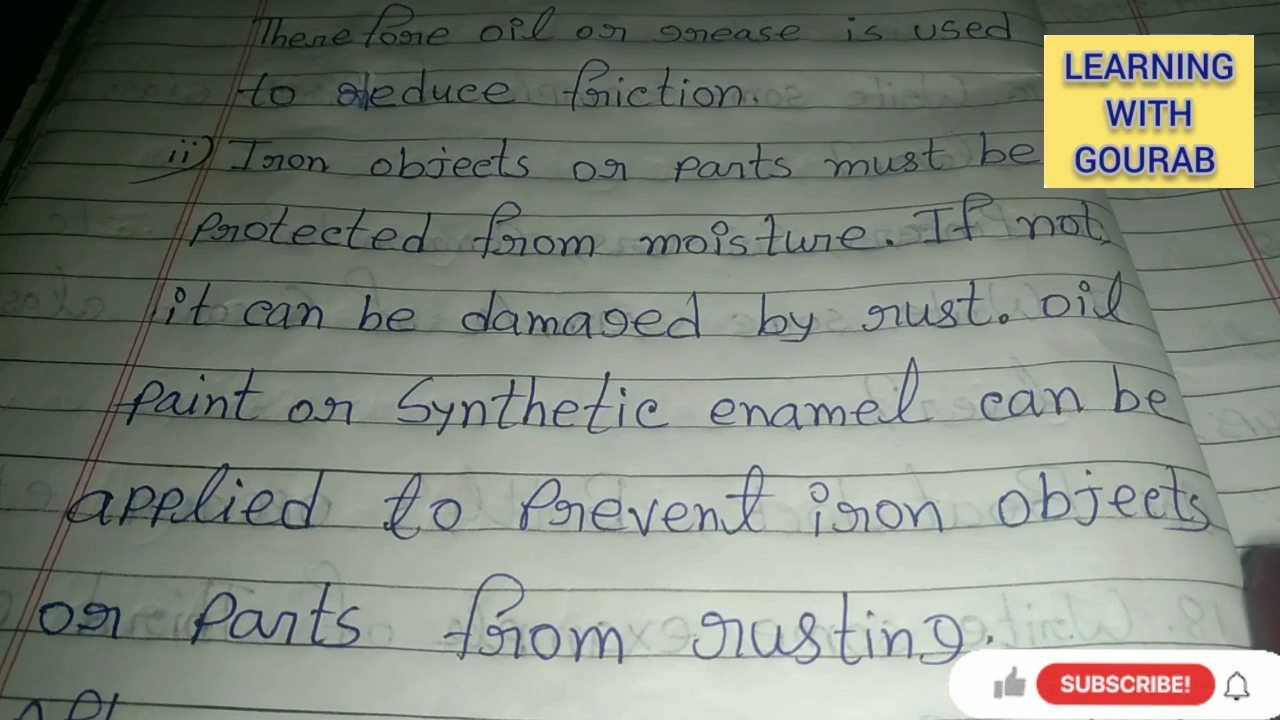 Therefore oil or grease is used
to reduce friction.
ii) Iron objects or parts must be
protected from moisture. If not,
it can be damaged by rust. oil
paint or Synthetic enamel can be
applied to prevent iron objects
or parts from rusting.
LEARNING
WITH
GOURAB
SUBSCRIBE!